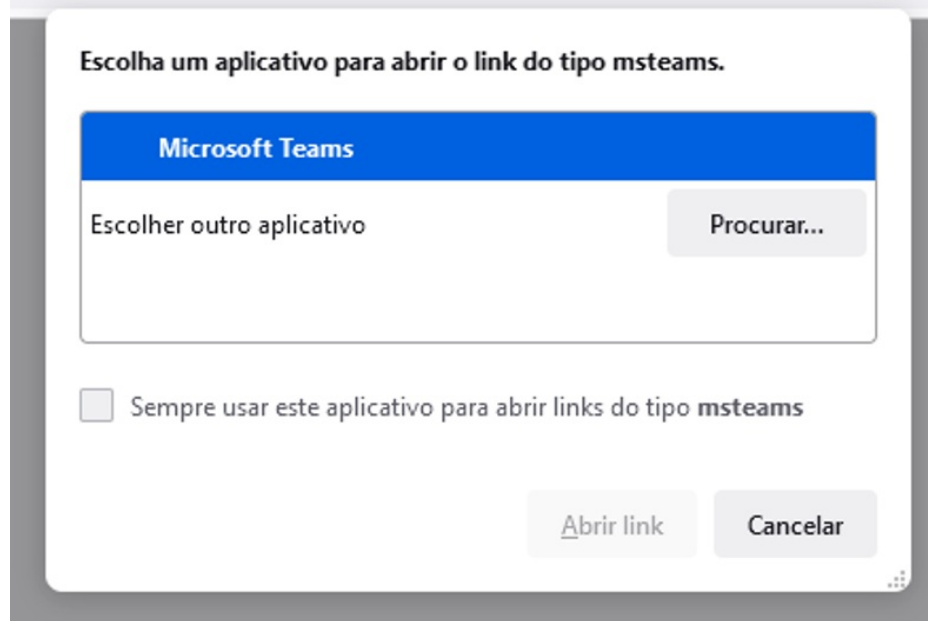 Escolha um aplicativo para abrir o link do tipo msteams.
Microsoft Teams
Escolher outro aplicativo
Procurar...
Sempre usar este aplicativo para abrir links do tipo msteams
Abrir link
Cancelar